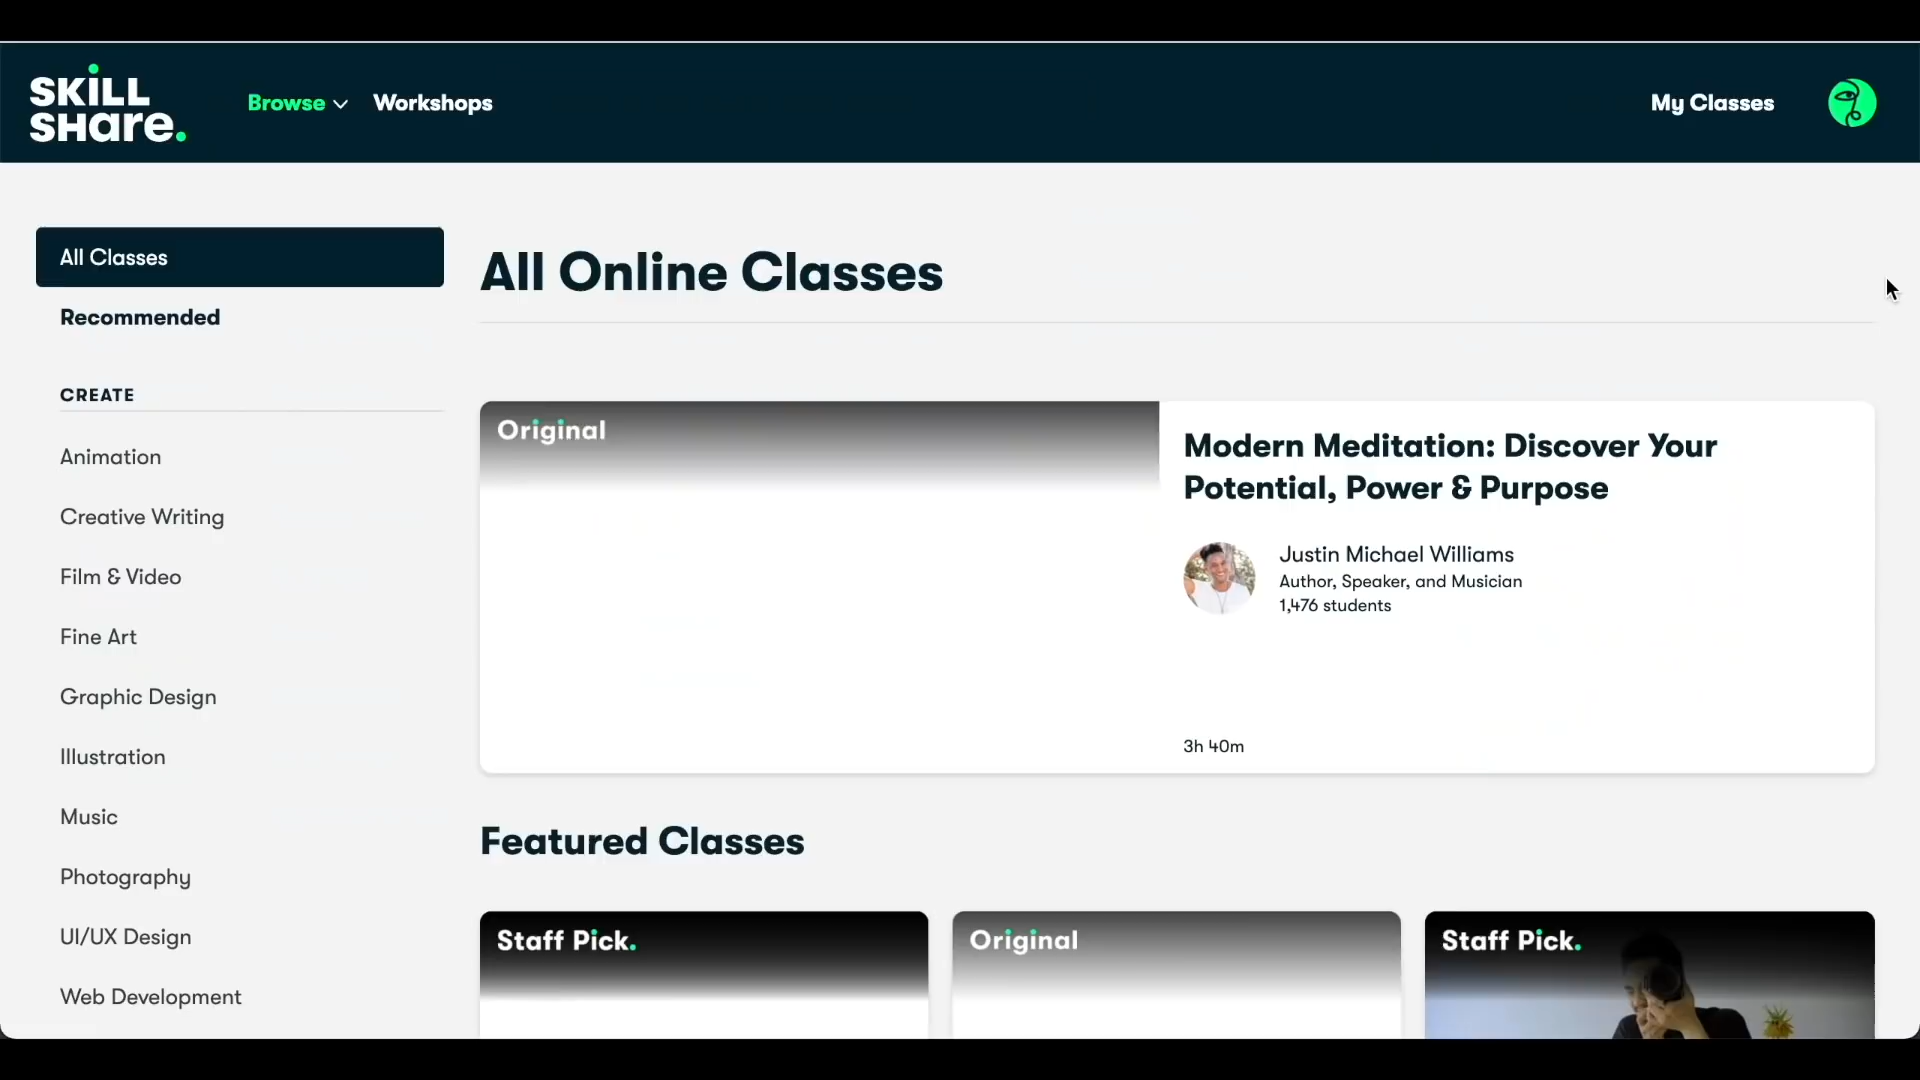 SKILL
SHare.
Browse
Workshops
My Classes
All Classes
Recommended
CREATE
Animation
Creative Writing
Film & Video
Fine Art
Graphic Design
Illustration
Music
Photography
UI/UX Design
Web Development
All Online Classes
Original
Modern Meditation: Discover Your
Potential, Power & Purpose
Justin Michael Williams
Author, Speaker, and Musician
1,476 students
3h 40m
Featured Classes
Staff Pick.
Original
Staff Pick.